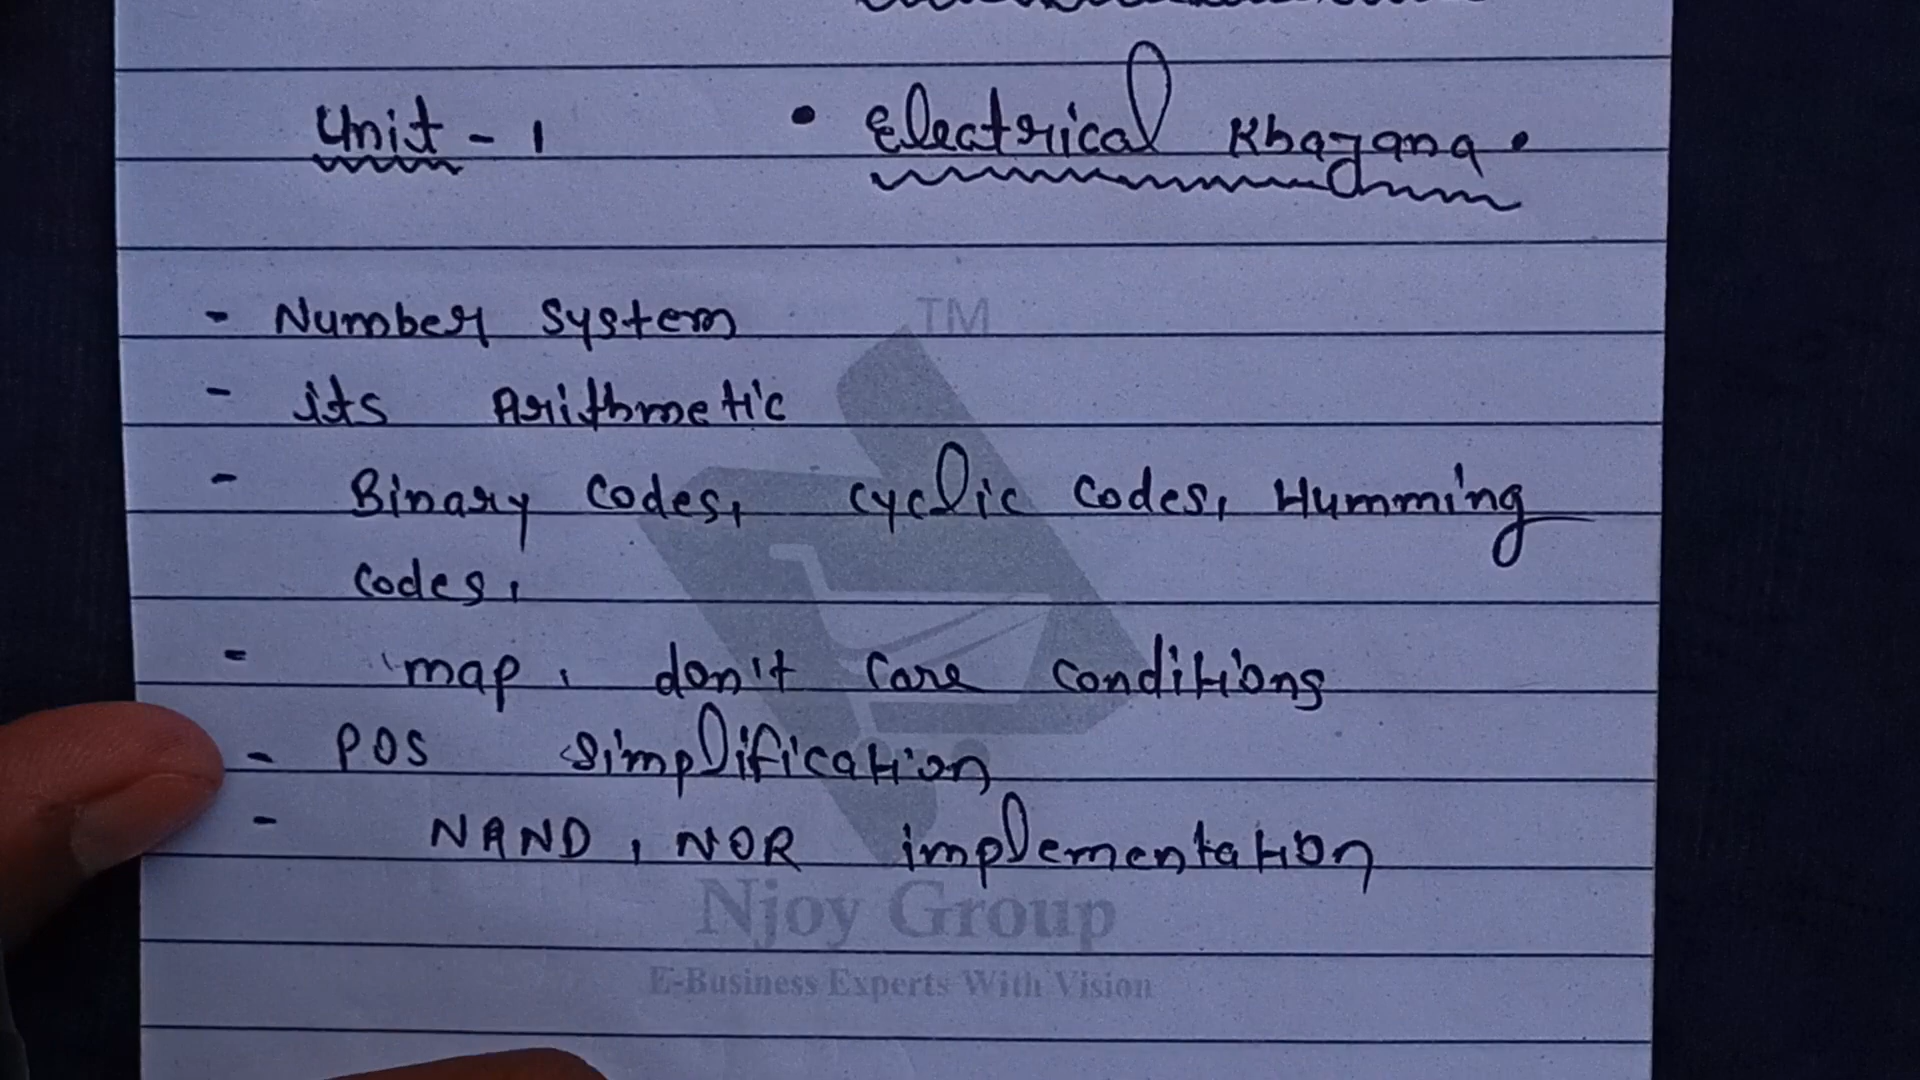 Unit - 1 • Electrical Khazana •
- Number system
- its Arithmetic
- Binary codes, cyclic codes, Humming
codes,
- map, don't care conditions
- POS simplification
- NAND, NOR implementation
TM
Njoy Group
E-Business Experts With Vision